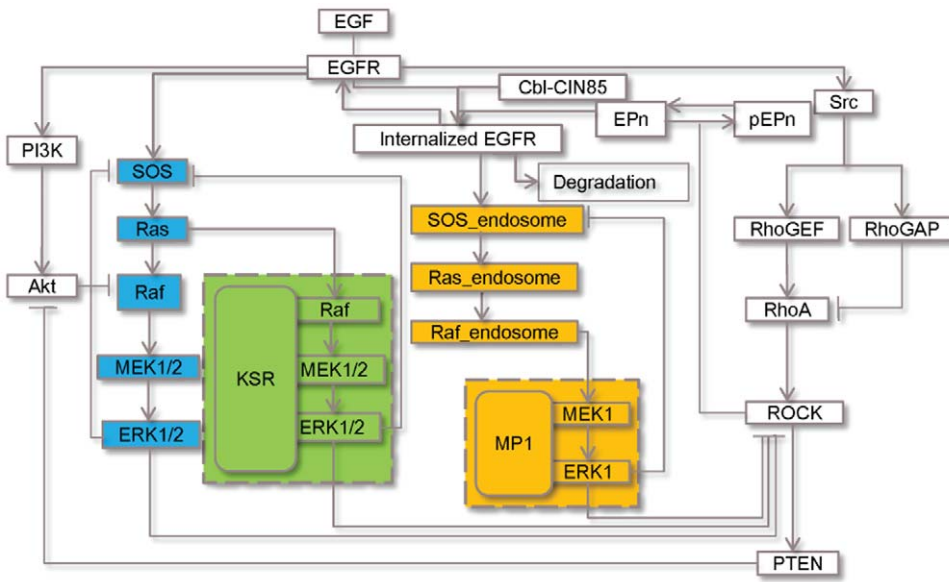 EGF
EGFR
Cbl-CIN85
Src
EPn
pEPn
PI3K
Internalized EGFR
SOS
Degradation
SOS_endosome
Ras
RhoGEF
RhoGAP
Ras_endosome
Akt
Raf
Raf
RhoA
Raf_endosome
MEK1/2
KSR
MEK1/2
MEK1
ROCK
ERK1/2
ERK1/2
MP1
ERK1
PTEN